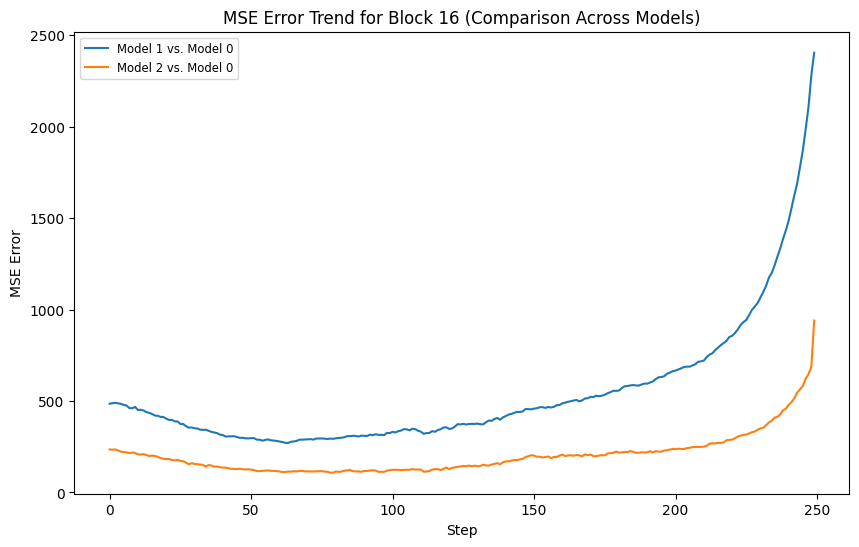 MSE Error Trend for Block 16 (Comparison Across Models)
Model 1 vs. Model 0
Model 2 vs. Model 0
2500
2000
1500
1000
500
0
MSE Error
0 50 100 150 200 250
Step